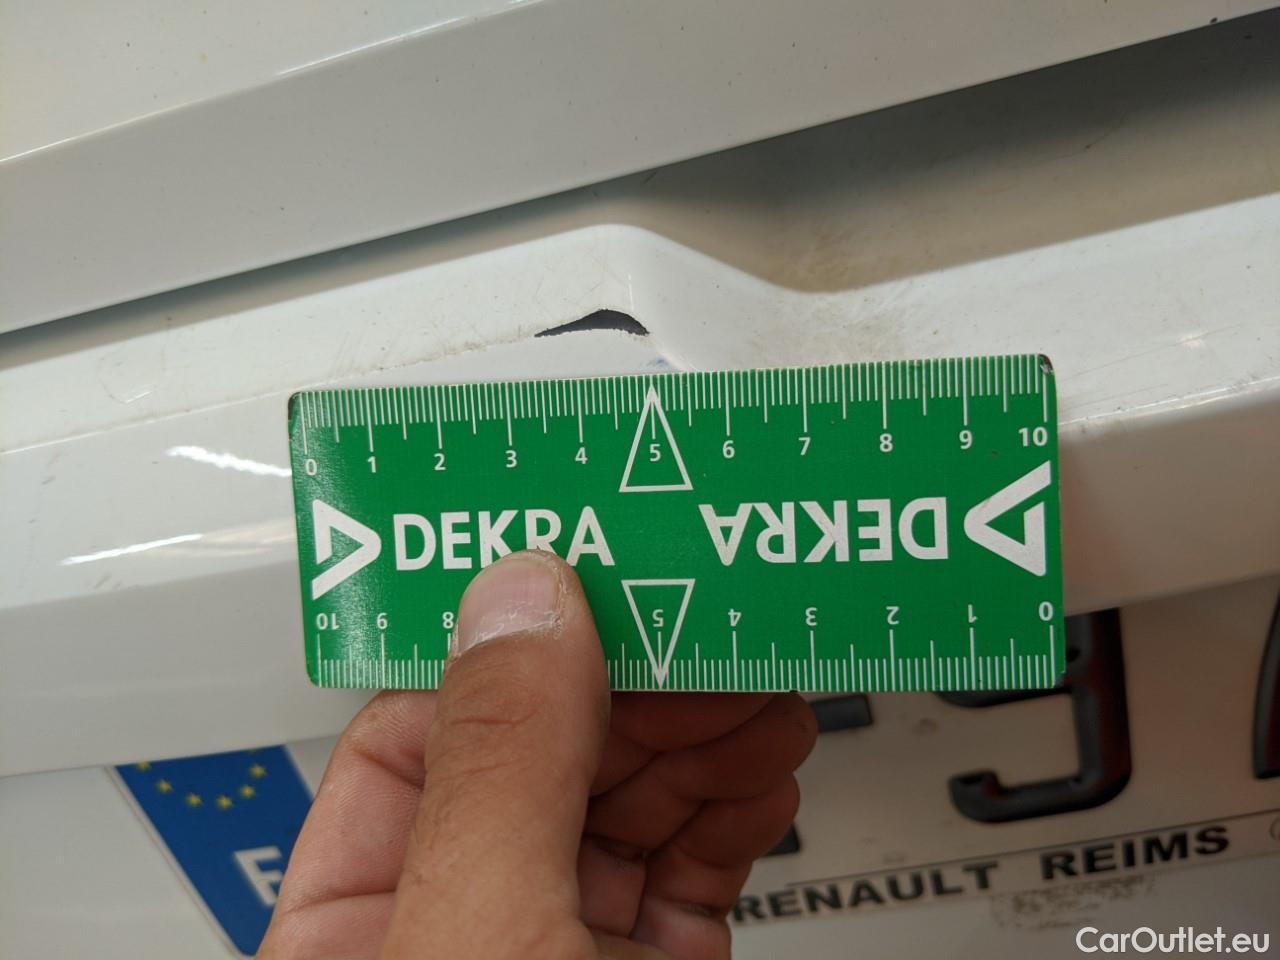 0 1 2 3 4 5 6 7 8 9 10
DEKRA DEKRA
10 9 8 5 4 3 2 1 0
9
RENAULT REIMS
CarOutlet.eu